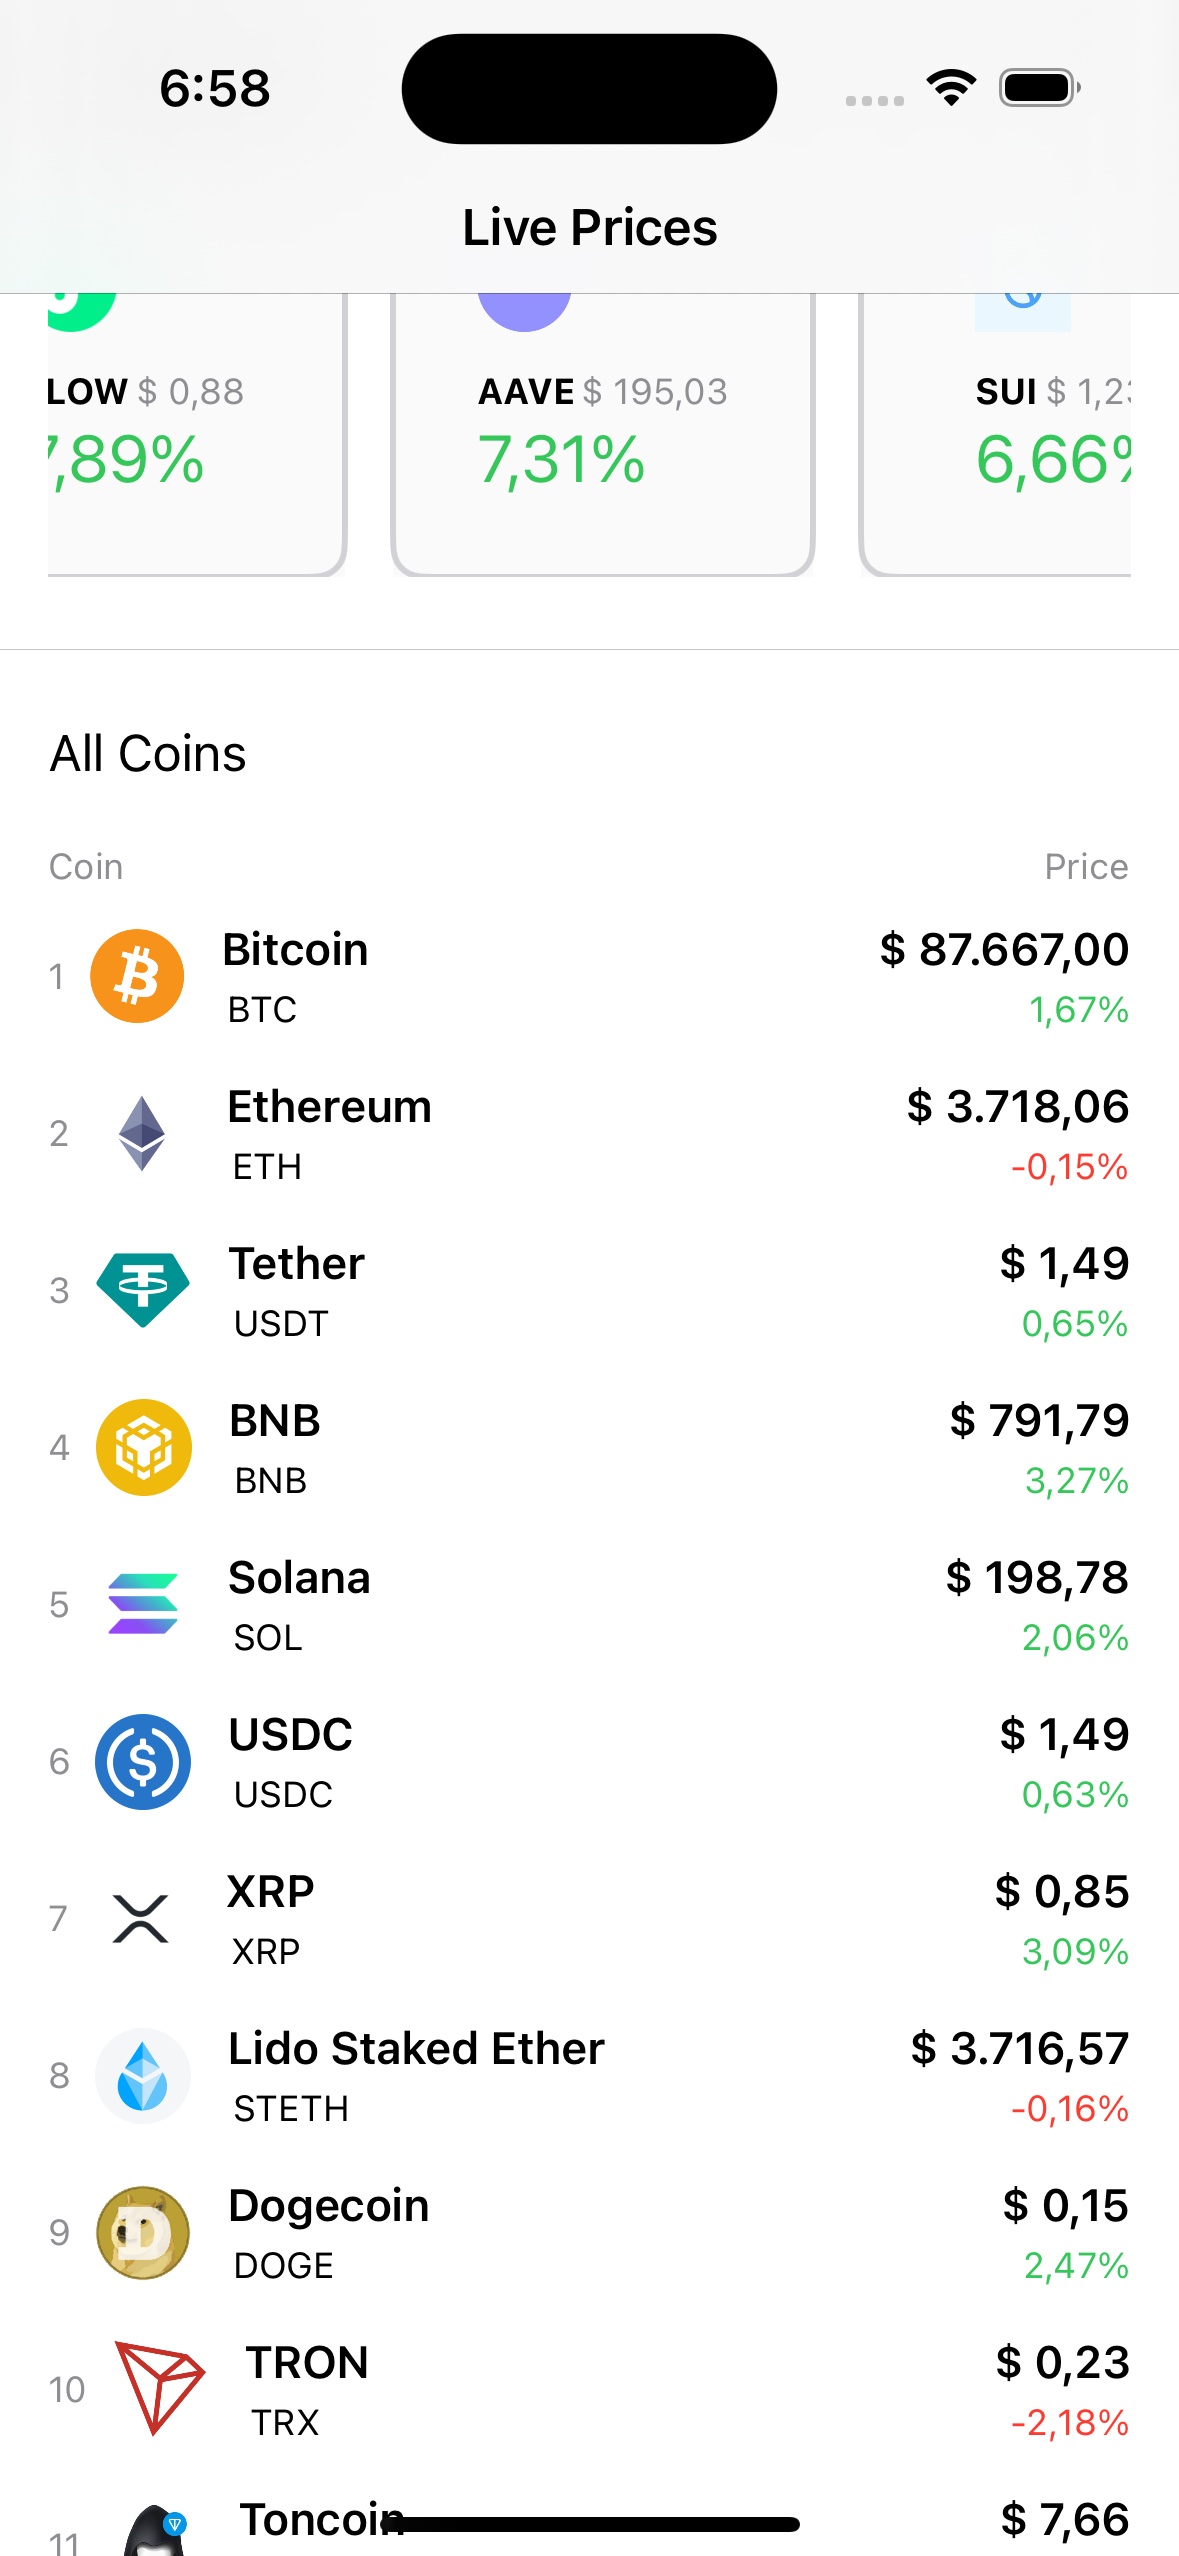 6:58
Live Prices
LOW $ 0,88
7,89%
AAVE $ 195,03
7,31%
SUI $ 1,23
6,66%
All Coins
Coin Price
1 Bitcoin $ 87.667,00
BTC 1,67%
2 Ethereum $ 3.718,06
ETH -0,15%
3 Tether $ 1,49
USDT 0,65%
4 BNB $ 791,79
BNB 3,27%
5 Solana $ 198,78
SOL 2,06%
6 USDC $ 1,49
USDC 0,63%
7 XRP $ 0,85
XRP 3,09%
8 Lido Staked Ether $ 3.716,57
STETH -0,16%
9 Dogecoin $ 0,15
DOGE 2,47%
10 TRON $ 0,23
TRX -2,18%
11 Toncoin $ 7,66